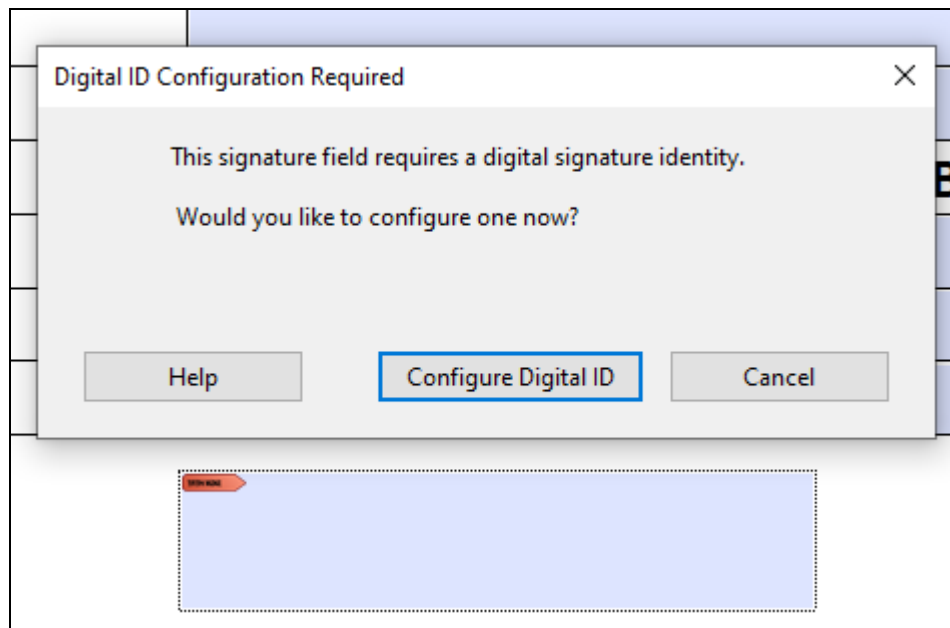 Digital ID Configuration Required
This signature field requires a digital signature identity.
B
Would you like to configure one now?
Help Configure Digital ID Cancel